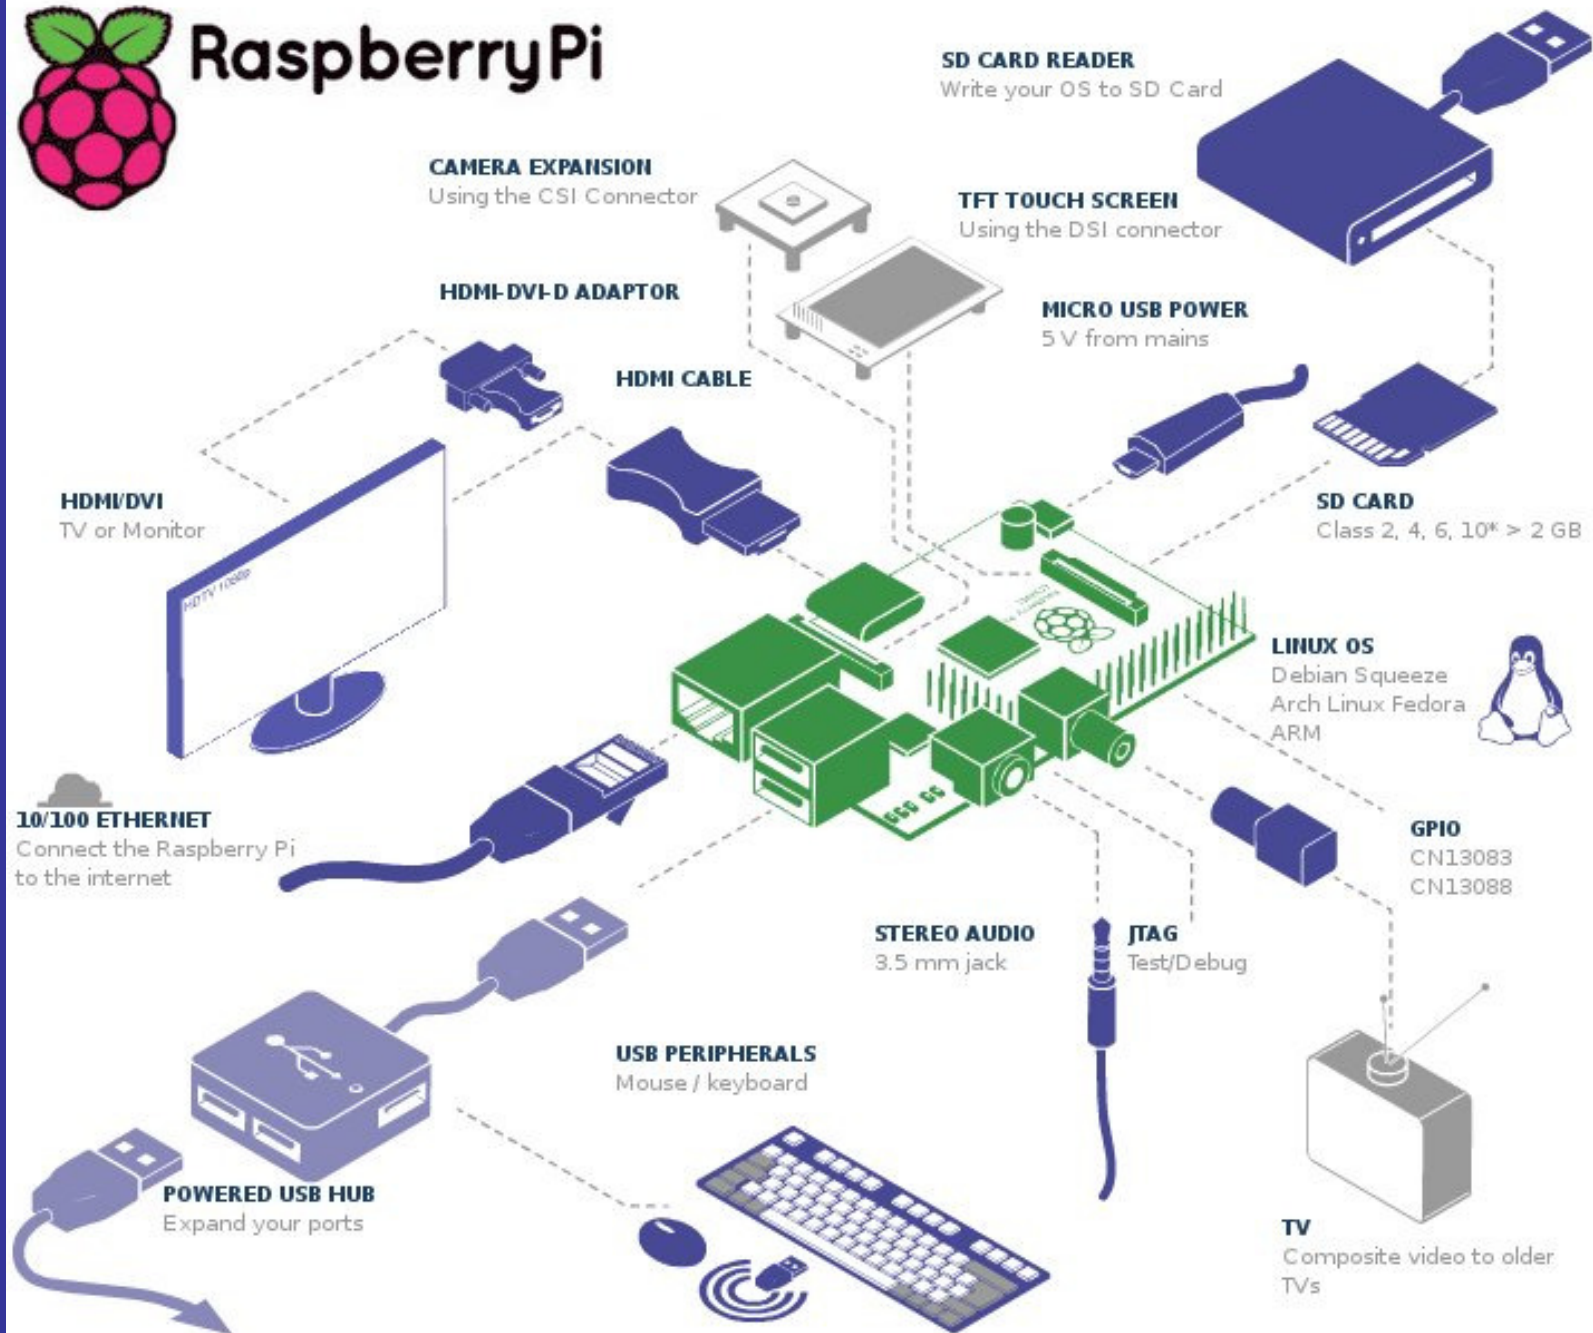 Raspberry Pi
SD CARD READER
Write your OS to SD Card
CAMERA EXPANSION
Using the CSI Connector
TFT TOUCH SCREEN
Using the DSI connector
HDMI-DVI-D ADAPTOR
MICRO USB POWER
5 V from mains
HDMI CABLE
HDMI/DVI
TV or Monitor
HDTV 1080p
SD CARD
Class 2, 4, 6, 10* > 2 GB
LINUX OS
Debian Squeeze
Arch Linux Fedora
ARM
10/100 ETHERNET
Connect the Raspberry Pi
to the internet
GPIO
CN13083
CN13088
STEREO AUDIO
3.5 mm jack
JTAG
Test/Debug
USB PERIPHERALS
Mouse / keyboard
POWERED USB HUB
Expand your ports
TV
Composite video to older
TVs